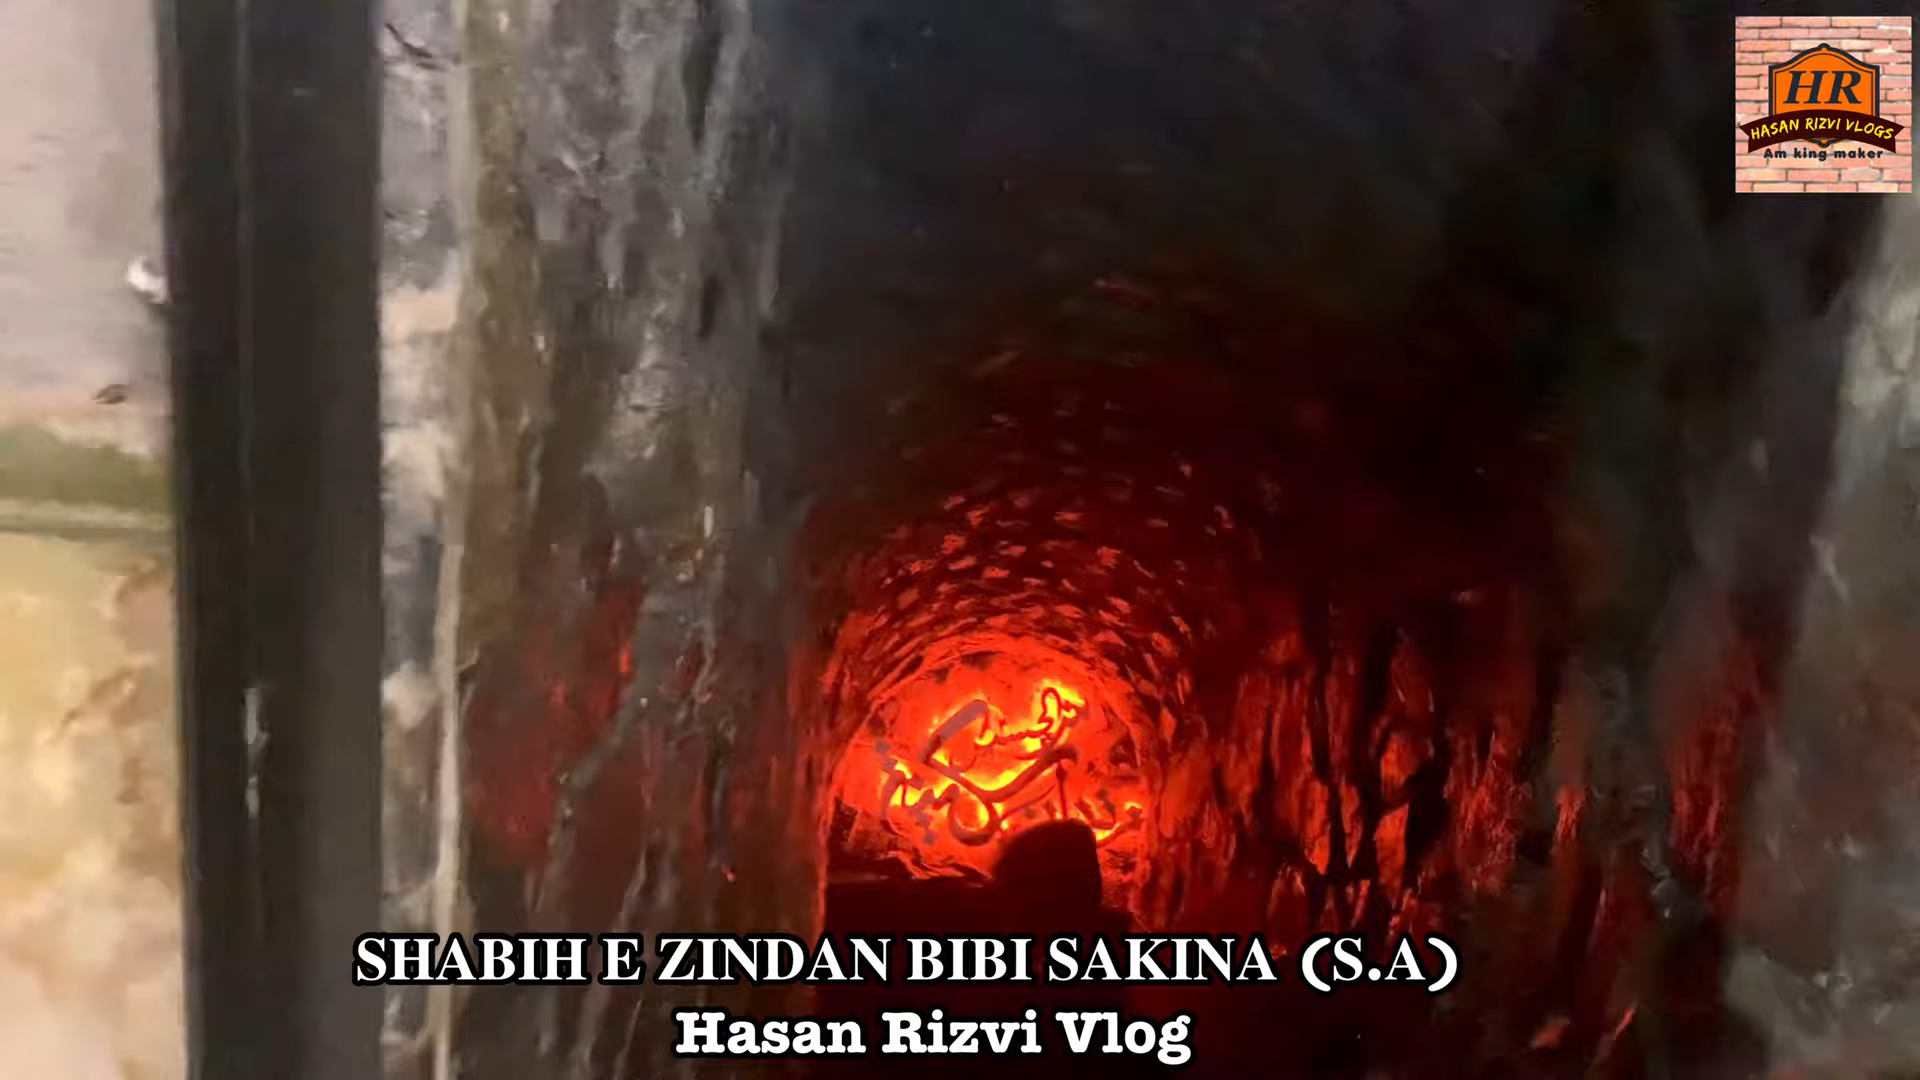 HR
HASAN RIZVI VLOGS
Am king maker
SHABIH E ZINDAN BIBI SAKINA (S.A)
Hasan Rizvi Vlog